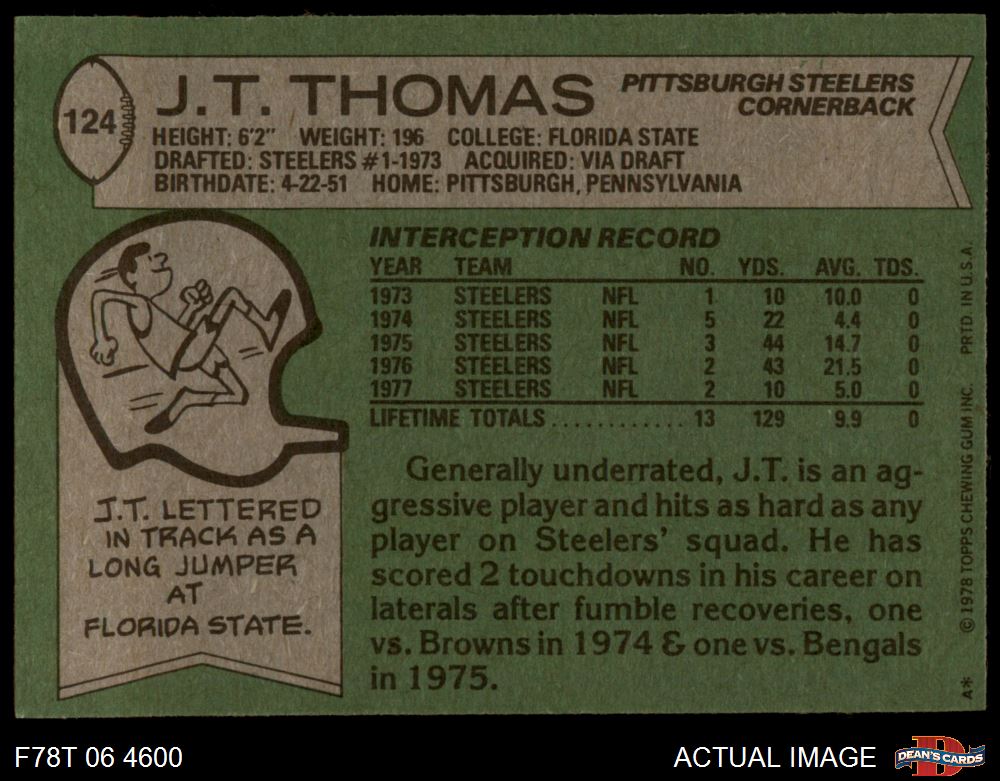 124
J.T. THOMAS
PITTSBURGH STEELERS
CORNERBACK
HEIGHT: 6'2" WEIGHT: 196 COLLEGE: FLORIDA STATE
DRAFTED: STEELERS #1-1973 ACQUIRED: VIA DRAFT
BIRTHDATE: 4-22-51 HOME: PITTSBURGH, PENNSYLVANIA
INTERCEPTION RECORD
YEAR TEAM NO. YDS. AVG. TDS.
1973 STEELERS NFL 1 10 10.0 0
1974 STEELERS NFL 5 22 4.4 0
1975 STEELERS NFL 3 44 14.7 0
1976 STEELERS NFL 2 43 21.5 0
1977 STEELERS NFL 2 10 5.0 0
LIFETIME TOTALS ............ 13 129 9.9 0
J.T. LETTERED
IN TRACK AS A
LONG JUMPER
AT
FLORIDA STATE.
Generally underrated, J.T. is an ag-
gressive player and hits as hard as any
player on Steelers' squad. He has
scored 2 touchdowns in his career on
laterals after fumble recoveries, one
vs. Browns in 1974 & one vs. Bengals
in 1975.
A* © 1978 TOPPS CHEWING GUM INC. PRTD. IN U.S.A.
F78T 06 4600
ACTUAL IMAGE
D
DEAN'S CARDS